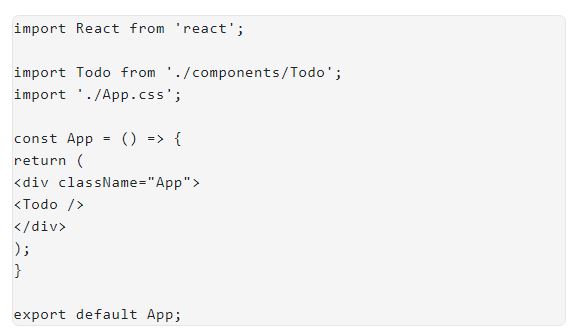 import React from 'react';
import Todo from './components/Todo';
import './App.css';
const App = () => {
return (
<div className="App">
<Todo />
</div>
);
}
export default App;